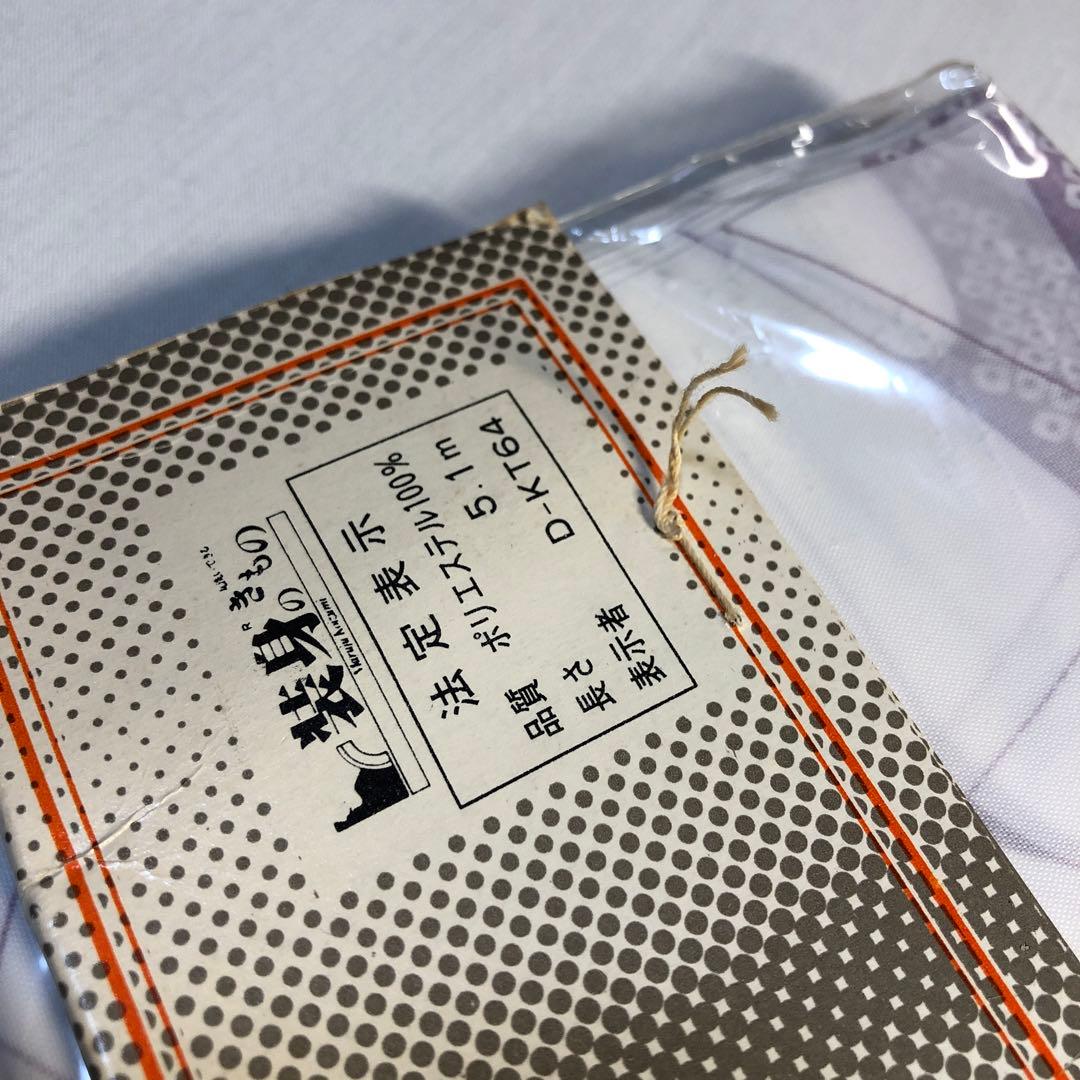 装身のきもの
R
法定表示
品質 ポリエステル100%
長さ 5.1m
表示者 D-KT64